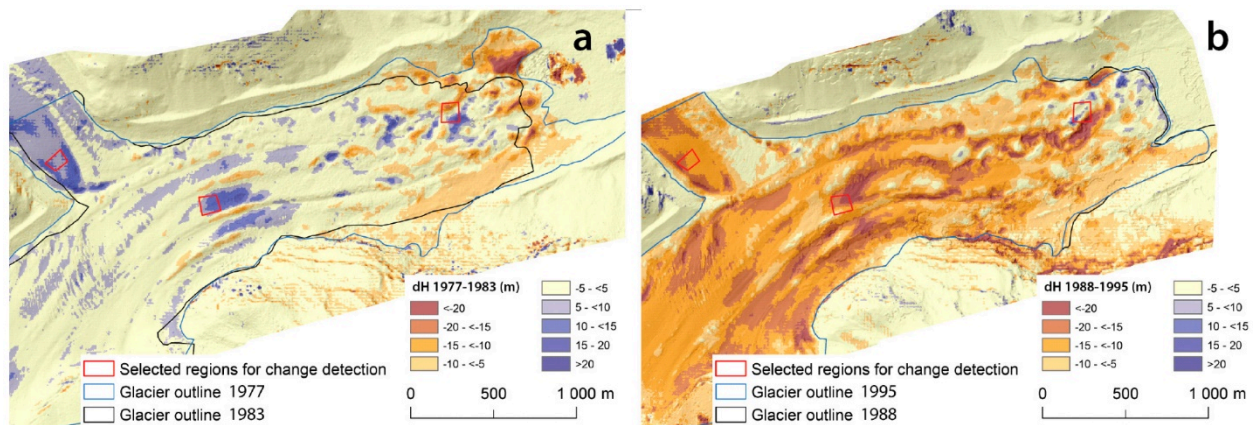 a
dH 1977-1983 (m)
<-20
-20 - <-15
-15 - <-10
-10 - <-5
-5 - <5
5 - <10
10 - <15
15 - 20
>20
Selected regions for change detection
Glacier outline 1977
Glacier outline 1983
0 500 1 000 m
b
dH 1988-1995 (m)
<-20
-20 - <-15
-15 - <-10
-10 - <-5
-5 - <5
5 - <10
10 - <15
15 - 20
>20
Selected regions for change detection
Glacier outline 1995
Glacier outline 1988
0 500 1 000 m